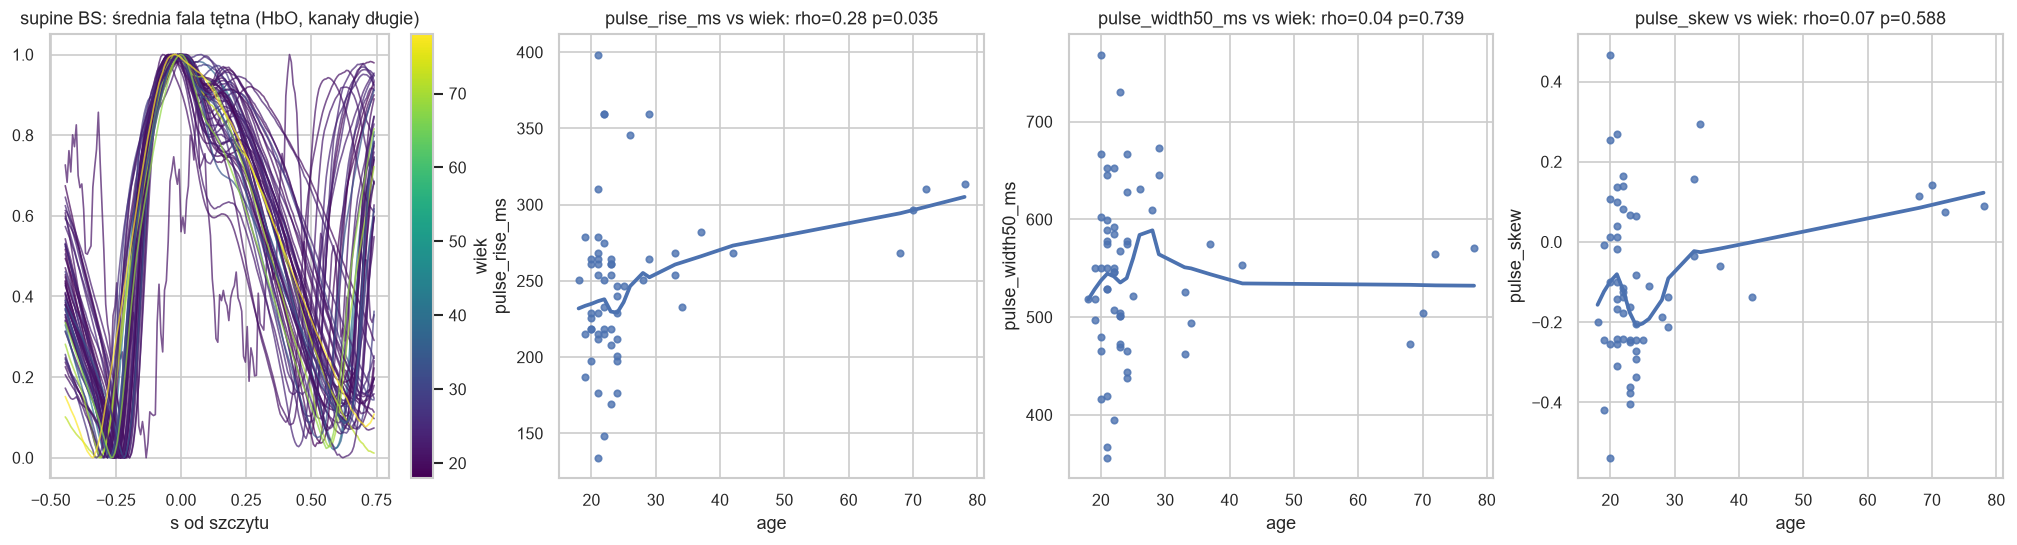 supine BS: średnia fala tętna (HbO, kanały długie)
1.0
0.8
0.6
0.4
0.2
0.0
−0.50 −0.25 0.00 0.25 0.50 0.75
s od szczytu
70
60
50
40
30
20
wiek
pulse_rise_ms vs wiek: rho=0.28 p=0.035
pulse_rise_ms
400
350
300
250
200
150
20 30 40 50 60 70 80
age
pulse_width50_ms vs wiek: rho=0.04 p=0.739
pulse_width50_ms
700
600
500
400
20 30 40 50 60 70 80
age
pulse_skew vs wiek: rho=0.07 p=0.588
pulse_skew
0.4
0.2
0.0
−0.2
−0.4
20 30 40 50 60 70 80
age